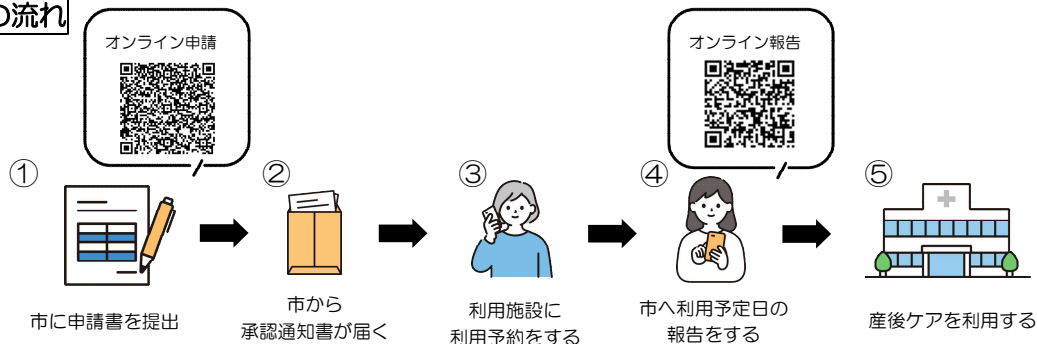 の流れ
オンライン申請
オンライン報告
①
②
③
④
⑤
市に申請書を提出
市から
承認通知書が届く
利用施設に
利用予約をする
市へ利用予定日の
報告をする
産後ケアを利用する